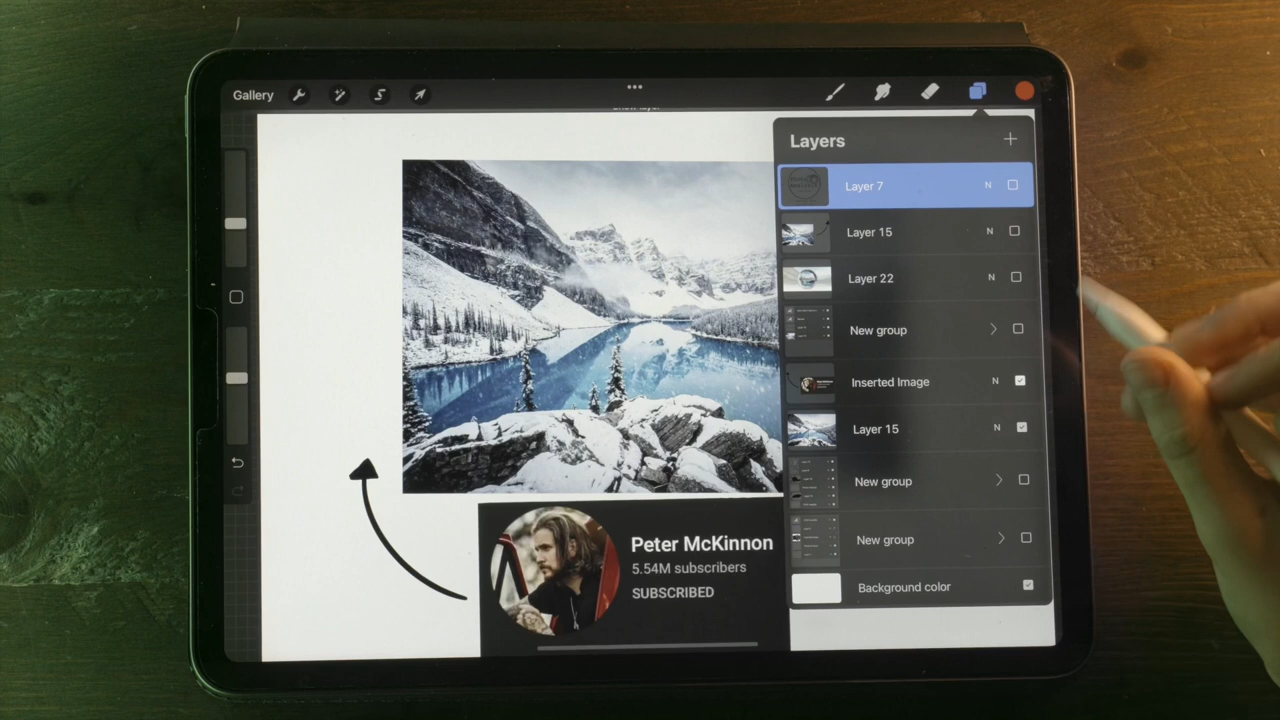 Gallery
Layers
Layer 7 N
Layer 15 N
Layer 22 N
New group
Inserted Image N
Layer 15 N
New group
New group
Background color
Peter McKinnon
5.54M subscribers
SUBSCRIBED